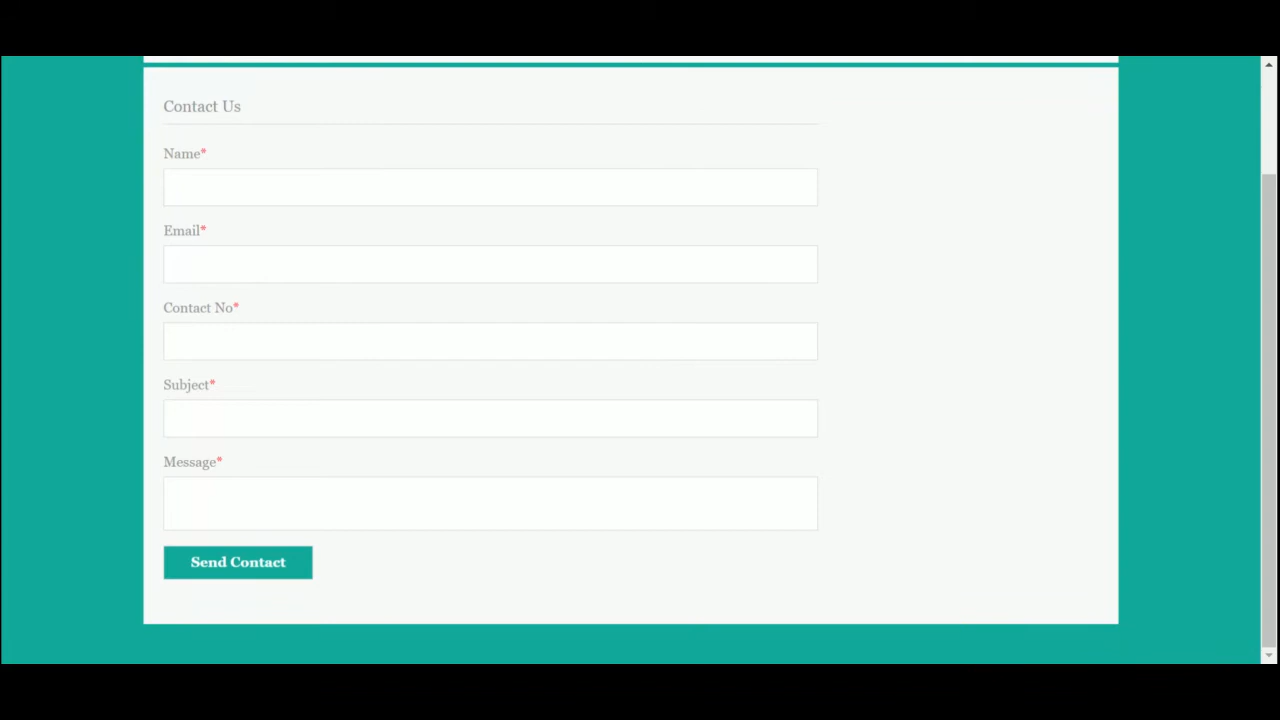 Contact Us
Name*
Email*
Contact No*
Subject*
Message*
Send Contact